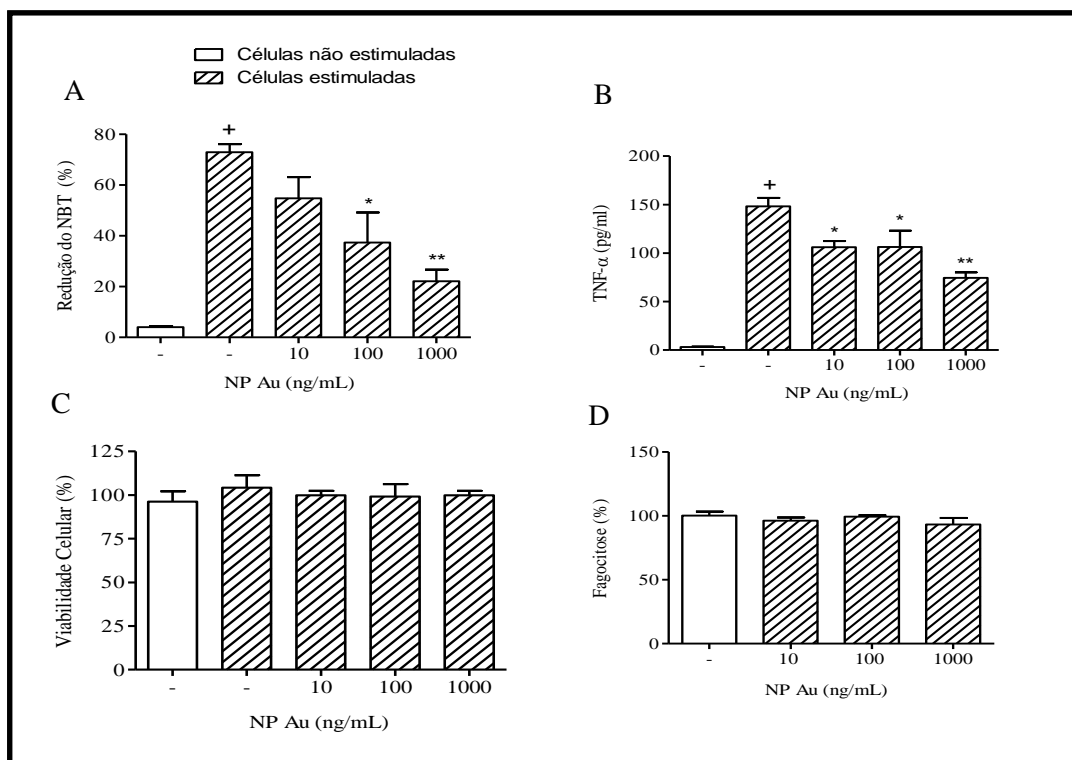 Células não estimuladas
Células estimuladas
A
+
*
**
80
60
40
20
0
Redução do NBT (%)
- - 10 100 1000
NP Au (ng/mL)
B
+
*
*
**
200
150
100
50
0
TNF-α (pg/ml)
- - 10 100 1000
NP Au (ng/mL)
C
125
100
75
50
25
0
Viabilidade Celular (%)
- - 10 100 1000
NP Au (ng/mL)
D
150
100
50
0
Fagocitose (%)
- 10 100 1000
NP Au (ng/mL)